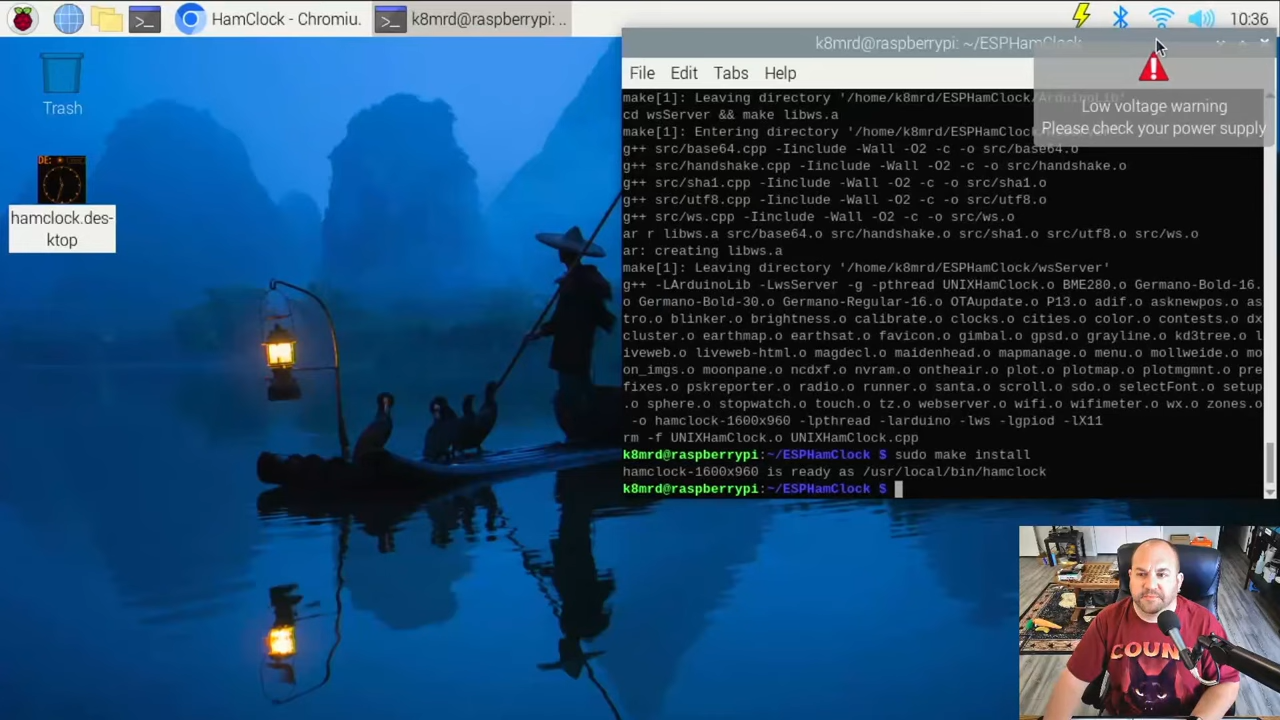 HamClock - Chromiu.
k8mrd@raspberrypi: ..
10:36
Trash
DE:
hamclock.des-
ktop
k8mrd@raspberrypi: ~/ESPHamClock
File Edit Tabs Help
Low voltage warning
Please check your power supply
make[1]: Leaving directory '/home/k8mrd/ESPHamClock/ArduinoLib'
cd wsServer && make libws.a
make[1]: Entering directory '/home/k8mrd/ESPHamClock/
g++ src/base64.cpp -Iinclude -Wall -O2 -c -o src/base64.o
g++ src/handshake.cpp -Iinclude -Wall -O2 -c -o src/handshake.o
g++ src/sha1.cpp -Iinclude -Wall -O2 -c -o src/sha1.o
g++ src/utf8.cpp -Iinclude -Wall -O2 -c -o src/utf8.o
g++ src/ws.cpp -Iinclude -Wall -O2 -c -o src/ws.o
ar r libws.a src/base64.o src/handshake.o src/sha1.o src/utf8.o src/ws.o
ar: creating libws.a
make[1]: Leaving directory '/home/k8mrd/ESPHamClock/wsServer'
g++ -LArduinoLib -LwsServer -g -pthread UNIXHamClock.o BME280.o Germano-Bold-16.
o Germano-Bold-30.o Germano-Regular-16.o OTAupdate.o P13.o adif.o asknewpos.o as
tro.o blinker.o brightness.o calibrate.o clocks.o cities.o color.o contests.o dx
cluster.o earthmap.o earthsat.o favicon.o gimbal.o gpsd.o grayline.o kd3tree.o l
iveweb.o liveweb-html.o magdecl.o maidenhead.o mapmanage.o menu.o mollweide.o mo
on_imgs.o moonpane.o ncdxf.o nvram.o ontheair.o plot.o plotmap.o plotmgmnt.o pre
fixes.o pskreporter.o radio.o runner.o santa.o scroll.o sdo.o selectFont.o setup
.o sphere.o stopwatch.o touch.o tz.o webserver.o wifi.o wifimeter.o wx.o zones.o
-o hamclock-1600x960 -lpthread -larduino -lws -lgpiod -lX11
rm -f UNIXHamClock.o UNIXHamClock.cpp
k8mrd@raspberrypi:~/ESPHamClock $ sudo make install
hamclock-1600x960 is ready as /usr/local/bin/hamclock
k8mrd@raspberrypi:~/ESPHamClock $
COUN